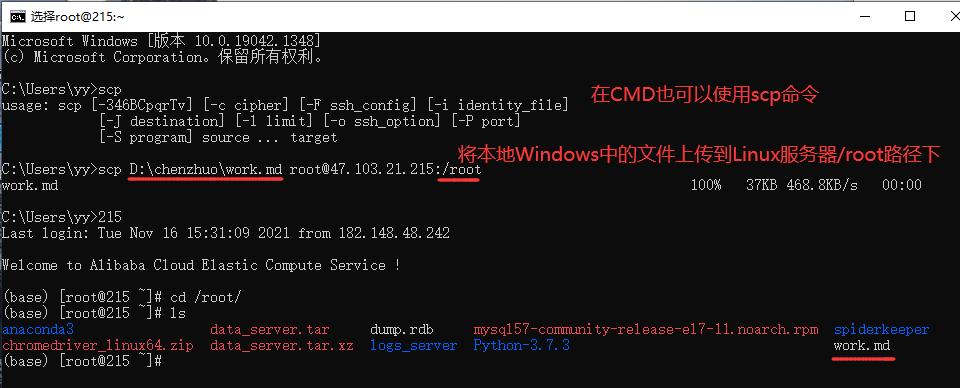 选择root@215:~
Microsoft Windows [版本 10.0.19042.1348]
(c) Microsoft Corporation。保留所有权利。
C:\Users\yy>scp
usage: scp [-346BCpqrTv] [-c cipher] [-F ssh_config] [-i identity_file]
在CMD也可以使用scp命令
[-J destination] [-l limit] [-o ssh_option] [-P port]
[-S program] source ... target
将本地Windows中的文件上传到Linux服务器/root路径下
C:\Users\yy>scp D:\chenzhuo\work.md root@47.103.21.215:/root
work.md 100% 37KB 468.8KB/s 00:00
C:\Users\yy>215
Last login: Tue Nov 16 15:31:09 2021 from 182.148.48.242
Welcome to Alibaba Cloud Elastic Compute Service !
(base) [root@215 ~]# cd /root/
(base) [root@215 ~]# ls
anaconda3 data_server.tar dump.rdb mysql57-community-release-el7-11.noarch.rpm spiderkeeper
chromedriver_linux64.zip data_server.tar.xz logs_server Python-3.7.3 work.md
(base) [root@215 ~]#